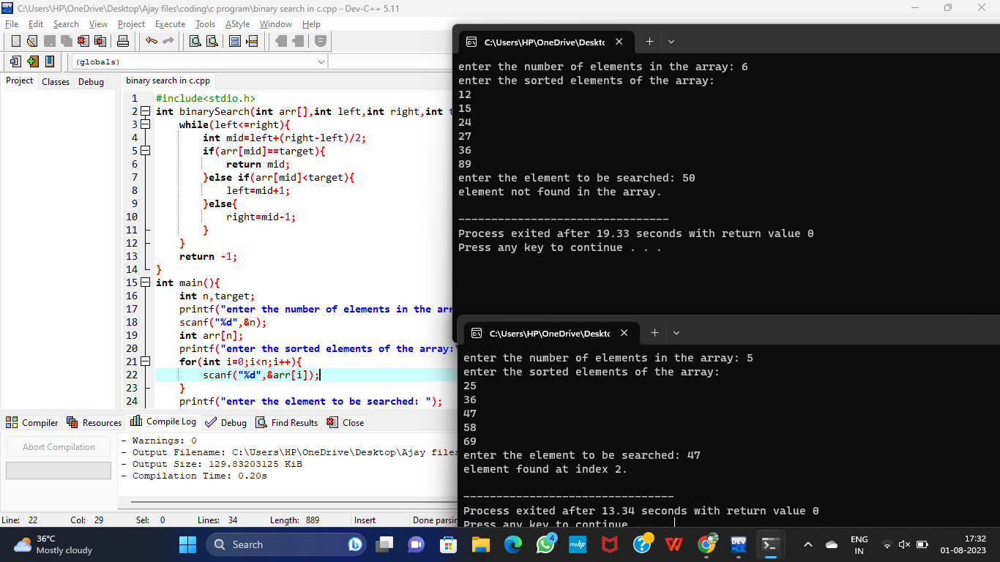 C:\Users\HP\OneDrive\Desktop\Ajay files\coding\c program\binary search in c.cpp - Dev-C++ 5.11
File Edit Search View Project Execute Tools AStyle Window Help
(globals)
Project Classes Debug
binary search in c.cpp
1 #include<stdio.h>
2 int binarySearch(int arr[],int left,int right,int t
3 while(left<=right){
4 int mid=left+(right-left)/2;
5 if(arr[mid]==target){
6 return mid;
7 }else if(arr[mid]<target){
8 left=mid+1;
9 }else{
10 right=mid-1;
11 }
12 }
13 return -1;
14 }
15 int main(){
16 int n,target;
17 printf("enter the number of elements in the arr
18 scanf("%d",&n);
19 int arr[n];
20 printf("enter the sorted elements of the array:
21 for(int i=0;i<n;i++){
22 scanf("%d",&arr[i]);
23 }
24 printf("enter the element to be searched: ");
Compiler Resources Compile Log Debug Find Results Close
Abort Compilation
- Warnings: 0
- Output Filename: C:\Users\HP\OneDrive\Desktop\Ajay files
- Output Size: 129.83203125 KiB
- Compilation Time: 0.20s
Line: 22 Col: 29 Sel: 0 Lines: 34 Length: 889 Insert Done parsin
C:\Users\HP\OneDrive\Deskto
enter the number of elements in the array: 6
enter the sorted elements of the array:
12
15
24
27
36
89
enter the element to be searched: 50
element not found in the array.
--------------------------------
Process exited after 19.33 seconds with return value 0
Press any key to continue . . .
C:\Users\HP\OneDrive\Deskto
enter the number of elements in the array: 5
enter the sorted elements of the array:
25
36
47
58
69
enter the element to be searched: 47
element found at index 2.
--------------------------------
Process exited after 13.34 seconds with return value 0
Press any key to continue . . .
36°C
Mostly cloudy
Search
4
myhp
DEV
ENG
IN
17:32
01-08-2023